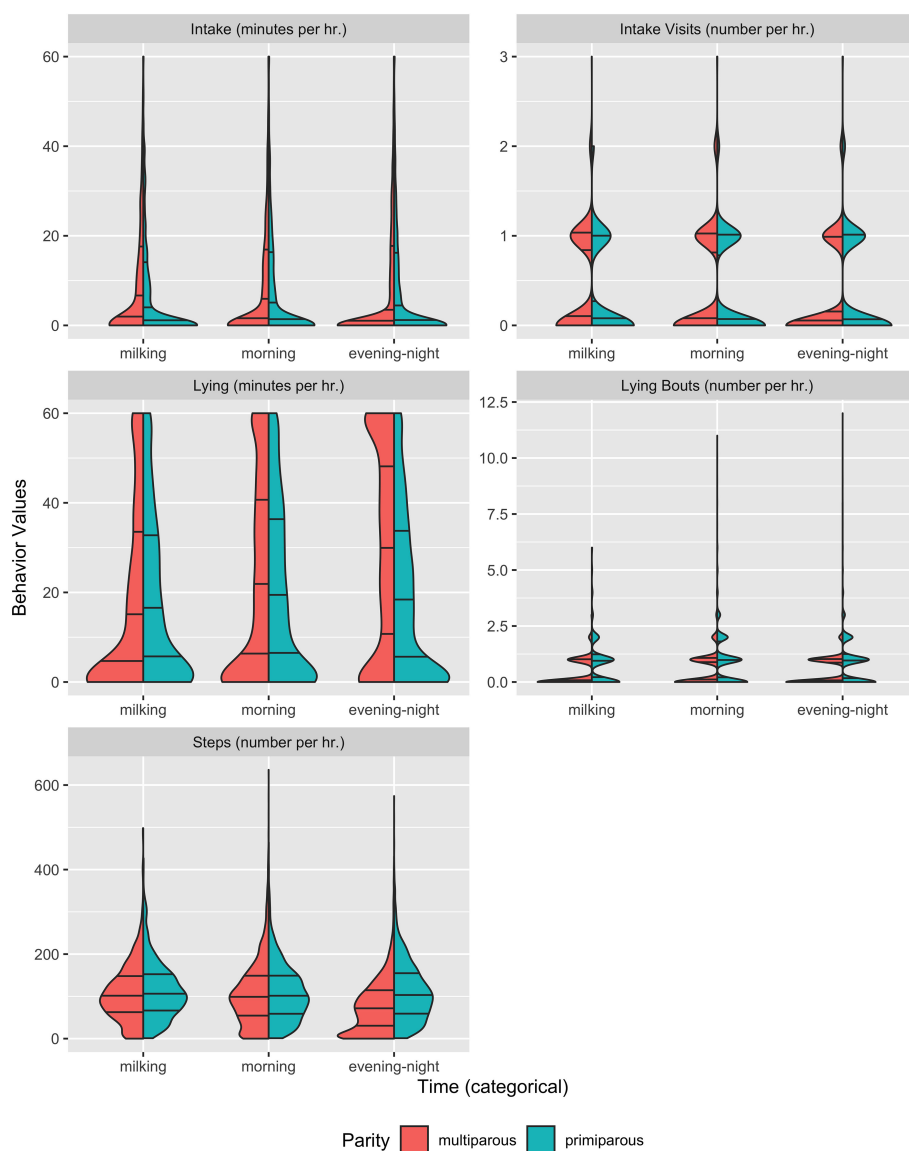 Intake (minutes per hr.)
Intake Visits (number per hr.)
60
40
20
0
3
2
1
0
milking
morning
evening-night
milking
morning
evening-night
Lying (minutes per hr.)
Lying Bouts (number per hr.)
60
40
20
0
12.5
10.0
7.5
5.0
2.5
0.0
milking
morning
evening-night
milking
morning
evening-night
Behavior Values
Steps (number per hr.)
600
400
200
0
milking
morning
evening-night
Time (categorical)
Parity
multiparous
primiparous